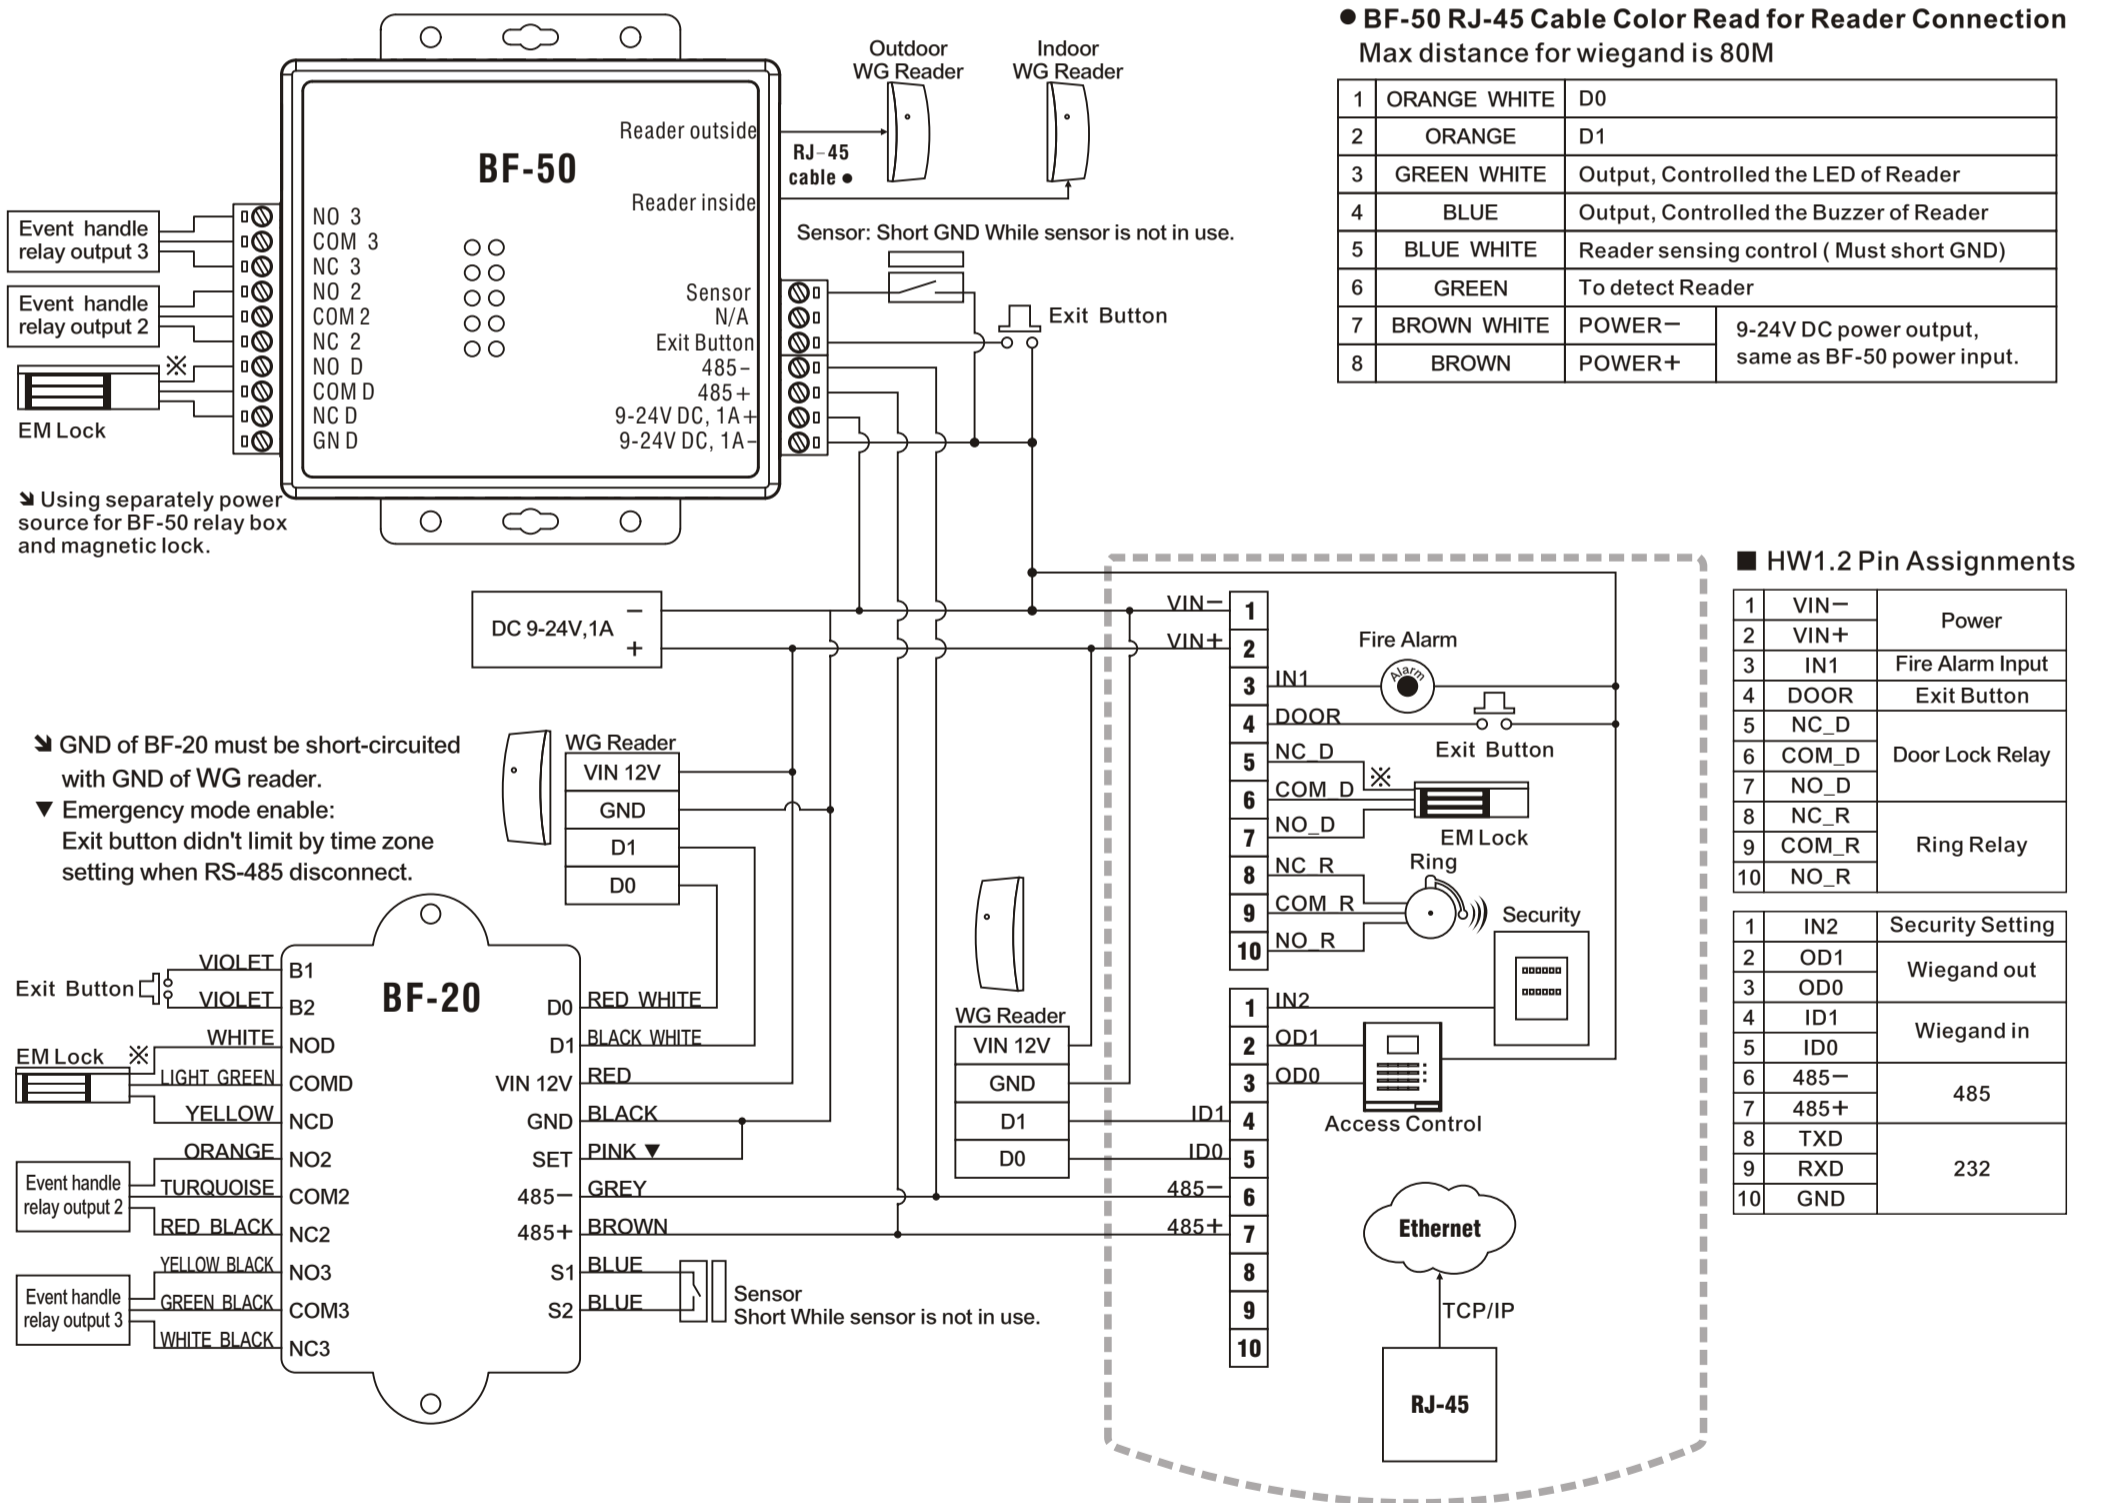 Outdoor
WG Reader
Indoor
WG Reader
BF-50
Reader outside
Reader inside
RJ-45
cable ●
Event handle
relay output 3
Event handle
relay output 2
※
EM Lock
NO 3
COM 3
NC 3
NO 2
COM 2
NC 2
NO D
COM D
NC D
GN D
Sensor: Short GND While sensor is not in use.
Sensor
N/A
Exit Button
485-
485+
9-24V DC, 1A+
9-24V DC, 1A-
Exit Button
Using separately power
source for BF-50 relay box
and magnetic lock.
● BF-50 RJ-45 Cable Color Read for Reader Connection
Max distance for wiegand is 80M
1 ORANGE WHITE D0
2 ORANGE D1
3 GREEN WHITE Output, Controlled the LED of Reader
4 BLUE Output, Controlled the Buzzer of Reader
5 BLUE WHITE Reader sensing control ( Must short GND)
6 GREEN To detect Reader
7 BROWN WHITE POWER−
8 BROWN POWER+
9-24V DC power output,
same as BF-50 power input.
DC 9-24V,1A
−
+
GND of BF-20 must be short-circuited
with GND of WG reader.
▼ Emergency mode enable:
Exit button didn't limit by time zone
setting when RS-485 disconnect.
WG Reader
VIN 12V
GND
D1
D0
BF-20
Exit Button
VIOLET B1
VIOLET B2
EM Lock
※
WHITE NOD
LIGHT GREEN COMD
YELLOW NCD
Event handle
relay output 2
ORANGE NO2
TURQUOISE COM2
RED BLACK NC2
Event handle
relay output 3
YELLOW BLACK NO3
GREEN BLACK COM3
WHITE BLACK NC3
D0 RED WHITE
D1 BLACK WHITE
VIN 12V RED
GND BLACK
SET PINK ▼
485− GREY
485+ BROWN
S1 BLUE
S2 BLUE
Sensor
Short While sensor is not in use.
WG Reader
VIN 12V
GND
D1
D0
VIN− 1
VIN+ 2
3 IN1
4 DOOR
5 NC_D
6 COM_D
7 NO_D
8 NC R
9 COM R
10 NO_R
Fire Alarm
Alarm
Exit Button
※
EM Lock
Ring
Security
1 IN2
2 OD1
3 OD0
ID1 4
ID0 5
485− 6
485+ 7
8
9
10
Access Control
Ethernet
TCP/IP
RJ-45
■ HW1.2 Pin Assignments
1 VIN−
2 VIN+
Power
3 IN1 Fire Alarm Input
4 DOOR Exit Button
5 NC_D
6 COM_D
7 NO_D
Door Lock Relay
8 NC_R
9 COM_R
10 NO_R
Ring Relay
1 IN2 Security Setting
2 OD1
3 OD0
Wiegand out
4 ID1
5 ID0
Wiegand in
6 485−
7 485+
485
8 TXD
9 RXD
10 GND
232